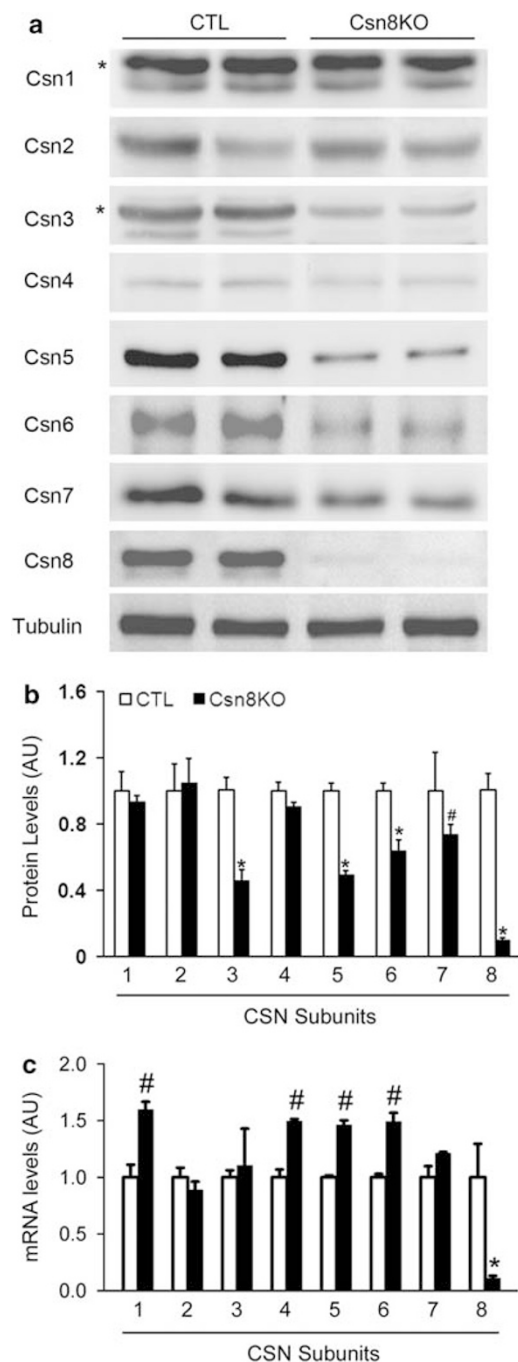 a
CTL Csn8KO
Csn1 *
Csn2
Csn3 *
Csn4
Csn5
Csn6
Csn7
Csn8
Tubulin
b
CTL Csn8KO
Protein Levels (AU)
1.6
1.2
0.8
0.4
0
* * * # *
1 2 3 4 5 6 7 8
CSN Subunits
c
mRNA levels (AU)
2.0
1.5
1.0
0.5
0.0
# # # # *
1 2 3 4 5 6 7 8
CSN Subunits